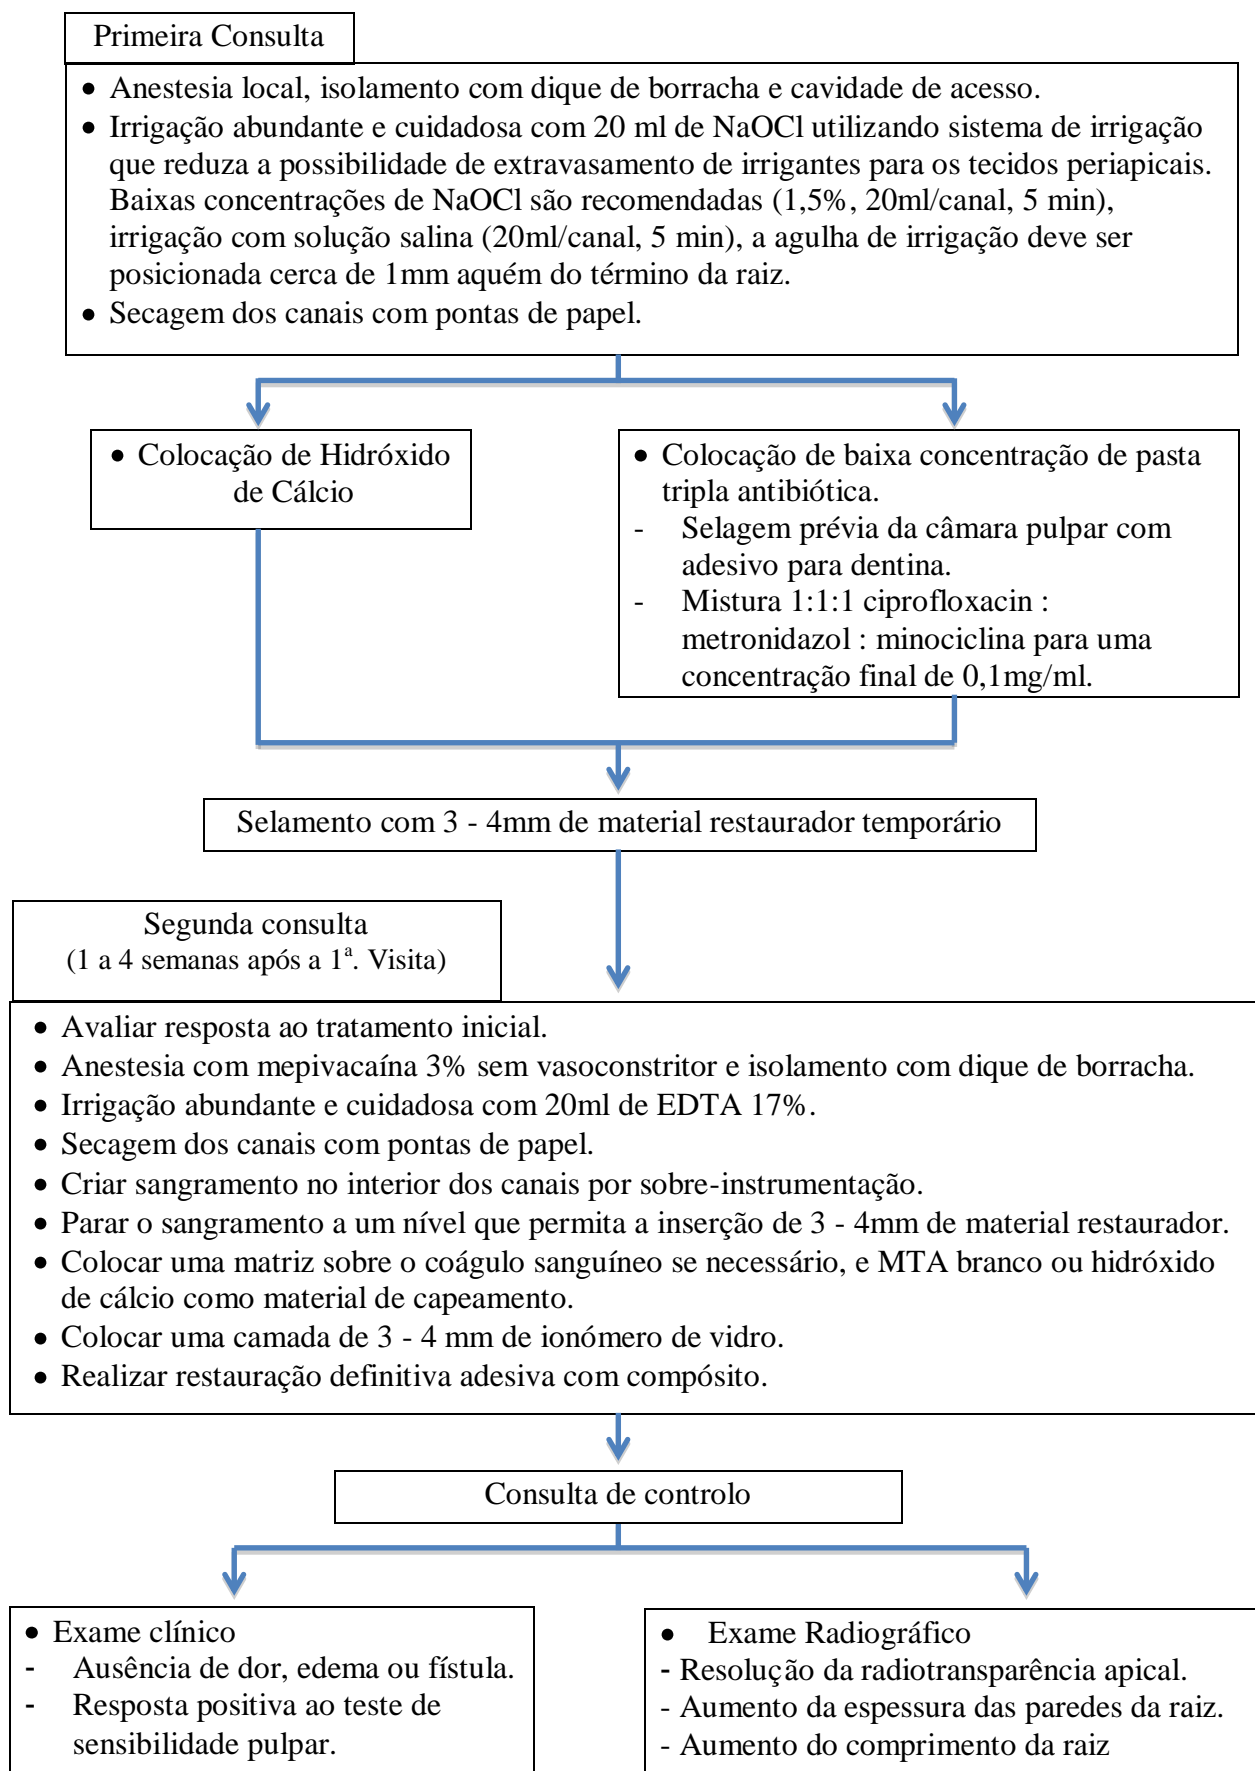 Primeira Consulta
• Anestesia local, isolamento com dique de borracha e cavidade de acesso.
• Irrigação abundante e cuidadosa com 20 ml de NaOCl utilizando sistema de irrigação
que reduza a possibilidade de extravasamento de irrigantes para os tecidos periapicais.
Baixas concentrações de NaOCl são recomendadas (1,5%, 20ml/canal, 5 min),
irrigação com solução salina (20ml/canal, 5 min), a agulha de irrigação deve ser
posicionada cerca de 1mm aquém do término da raiz.
• Secagem dos canais com pontas de papel.
• Colocação de Hidróxido
de Cálcio
• Colocação de baixa concentração de pasta
tripla antibiótica.
- Selagem prévia da câmara pulpar com
adesivo para dentina.
- Mistura 1:1:1 ciprofloxacin :
metronidazol : minociclina para uma
concentração final de 0,1mg/ml.
Selamento com 3 - 4mm de material restaurador temporário
Segunda consulta
(1 a 4 semanas após a 1ª. Visita)
• Avaliar resposta ao tratamento inicial.
• Anestesia com mepivacaína 3% sem vasoconstritor e isolamento com dique de borracha.
• Irrigação abundante e cuidadosa com 20ml de EDTA 17%.
• Secagem dos canais com pontas de papel.
• Criar sangramento no interior dos canais por sobre-instrumentação.
• Parar o sangramento a um nível que permita a inserção de 3 - 4mm de material restaurador.
• Colocar uma matriz sobre o coágulo sanguíneo se necessário, e MTA branco ou hidróxido
de cálcio como material de capeamento.
• Colocar uma camada de 3 - 4 mm de ionómero de vidro.
• Realizar restauração definitiva adesiva com compósito.
Consulta de controlo
• Exame clínico
- Ausência de dor, edema ou fístula.
- Resposta positiva ao teste de
sensibilidade pulpar.
• Exame Radiográfico
- Resolução da radiotransparência apical.
- Aumento da espessura das paredes da raiz.
- Aumento do comprimento da raiz